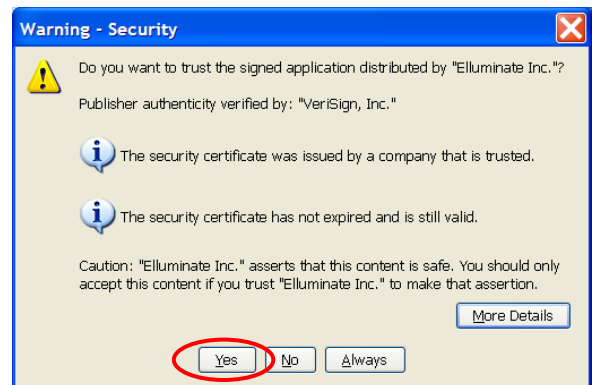 Warning - Security
Do you want to trust the signed application distributed by "Elluminate Inc."?
Publisher authenticity verified by: "VeriSign, Inc."
The security certificate was issued by a company that is trusted.
The security certificate has not expired and is still valid.
Caution: "Elluminate Inc." asserts that this content is safe. You should only
accept this content if you trust "Elluminate Inc." to make that assertion.
More Details
Yes No Always